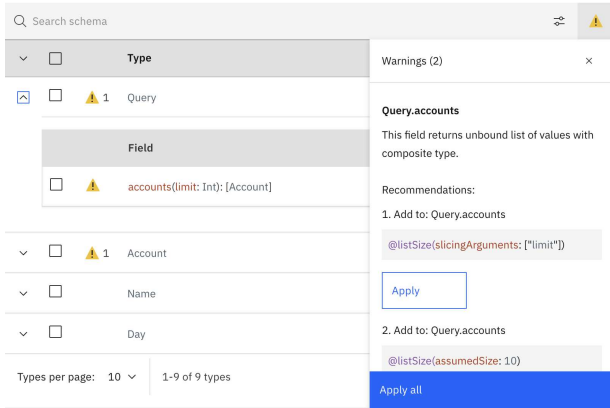 Search schema
Type
1 Query
Field
accounts(limit: Int): [Account]
1 Account
Name
Day
Types per page: 10
1-9 of 9 types
Warnings (2)
Query.accounts
This field returns unbound list of values with
composite type.
Recommendations:
1. Add to: Query.accounts
@listSize(slicingArguments: ["limit"])
Apply
2. Add to: Query.accounts
@listSize(assumedSize: 10)
Apply all